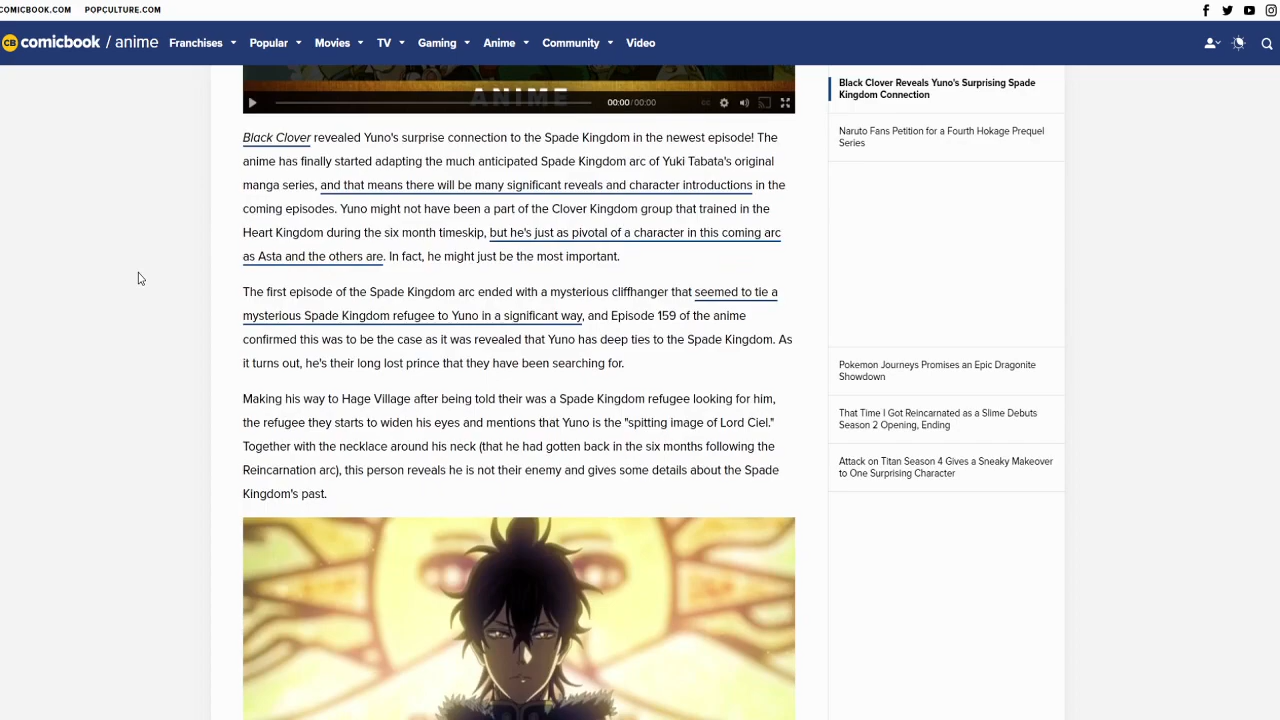 COMICBOOK.COM POPCULTURE.COM
CB comicbook / anime Franchises Popular Movies TV Gaming Anime Community Video
ANIME
00:00/00:00
Black Clover revealed Yuno's surprise connection to the Spade Kingdom in the newest episode! The
anime has finally started adapting the much anticipated Spade Kingdom arc of Yuki Tabata's original
manga series, and that means there will be many significant reveals and character introductions in the
coming episodes. Yuno might not have been a part of the Clover Kingdom group that trained in the
Heart Kingdom during the six month timeskip, but he's just as pivotal of a character in this coming arc
as Asta and the others are. In fact, he might just be the most important.
The first episode of the Spade Kingdom arc ended with a mysterious cliffhanger that seemed to tie a
mysterious Spade Kingdom refugee to Yuno in a significant way, and Episode 159 of the anime
confirmed this was to be the case as it was revealed that Yuno has deep ties to the Spade Kingdom. As
it turns out, he's their long lost prince that they have been searching for.
Making his way to Hage Village after being told their was a Spade Kingdom refugee looking for him,
the refugee they starts to widen his eyes and mentions that Yuno is the "spitting image of Lord Ciel."
Together with the necklace around his neck (that he had gotten back in the six months following the
Reincarnation arc), this person reveals he is not their enemy and gives some details about the Spade
Kingdom's past.
Black Clover Reveals Yuno's Surprising Spade
Kingdom Connection
Naruto Fans Petition for a Fourth Hokage Prequel
Series
Pokemon Journeys Promises an Epic Dragonite
Showdown
That Time I Got Reincarnated as a Slime Debuts
Season 2 Opening, Ending
Attack on Titan Season 4 Gives a Sneaky Makeover
to One Surprising Character